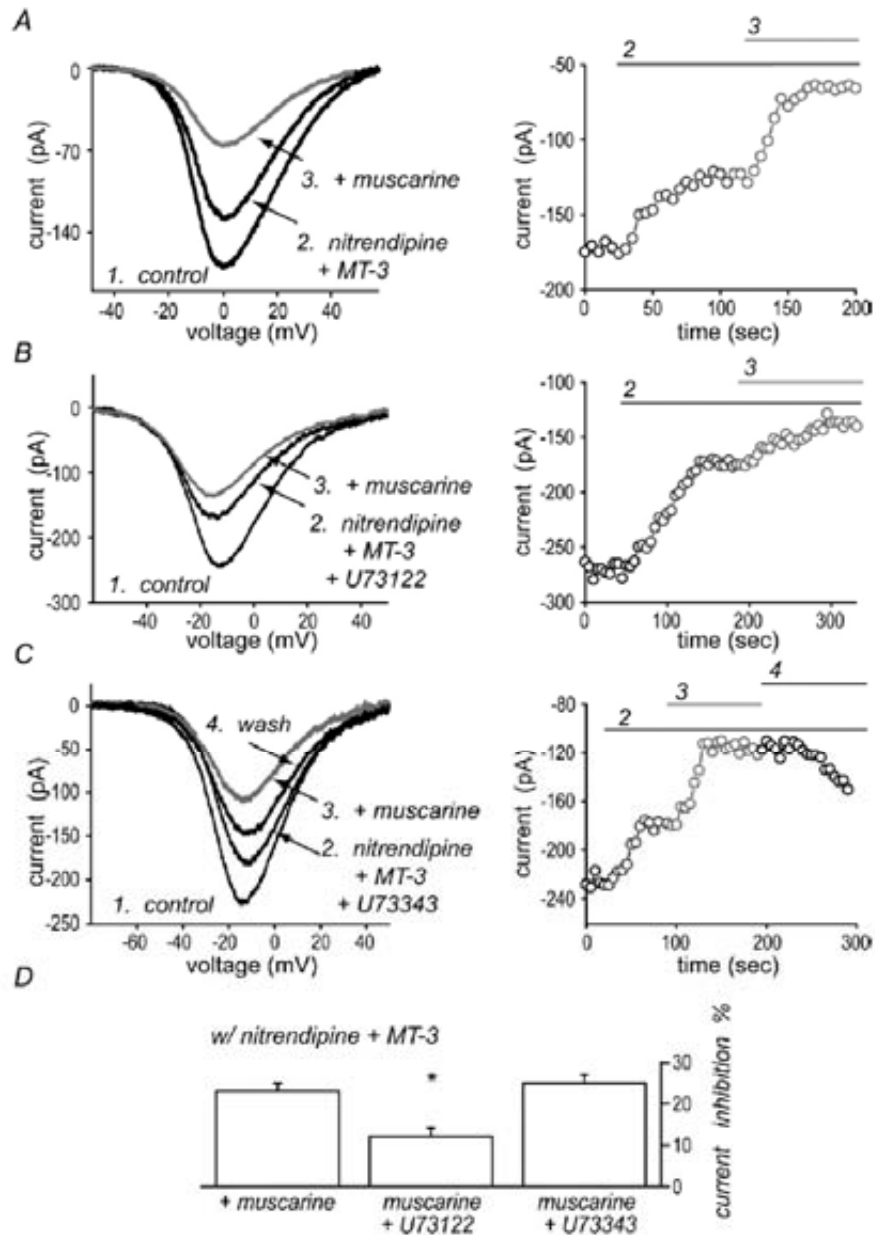 A
3
2
0
-70
-140
current (pA)
3. + muscarine
2. nitrendipine
+ MT-3
1. control
-40 -20 0 20 40
voltage (mV)
-50
-100
-150
-200
current (pA)
0 50 100 150 200
time (sec)
B
3
2
0
-100
-200
-300
current (pA)
3. + muscarine
2. nitrendipine
+ MT-3
+ U73122
1. control
-40 -20 0 20 40
voltage (mV)
-100
-150
-200
-250
-300
current (pA)
0 100 200 300
time (sec)
C
4
3
2
0
-50
-100
-150
-200
-250
current (pA)
4. wash
3. + muscarine
2. nitrendipine
+ MT-3
+ U73343
1. control
-60 -40 -20 0 20 40
voltage (mV)
-80
-120
-160
-200
-240
current (pA)
0 100 200 300
time (sec)
D
w/ nitrendipine + MT-3
*
30
20
10
0
current inhibition %
+ muscarine
muscarine
+ U73122
muscarine
+ U73343